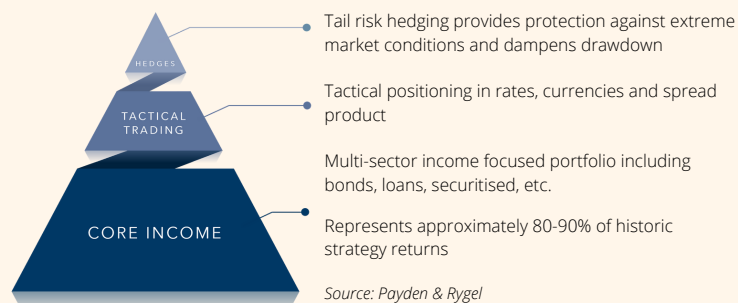 Tail risk hedging provides protection against extreme
market conditions and dampens drawdown
HEDGES
Tactical positioning in rates, currencies and spread
product
TACTICAL
TRADING
Multi-sector income focused portfolio including
bonds, loans, securitised, etc.
CORE INCOME
Represents approximately 80-90% of historic
strategy returns
Source: Payden & Rygel